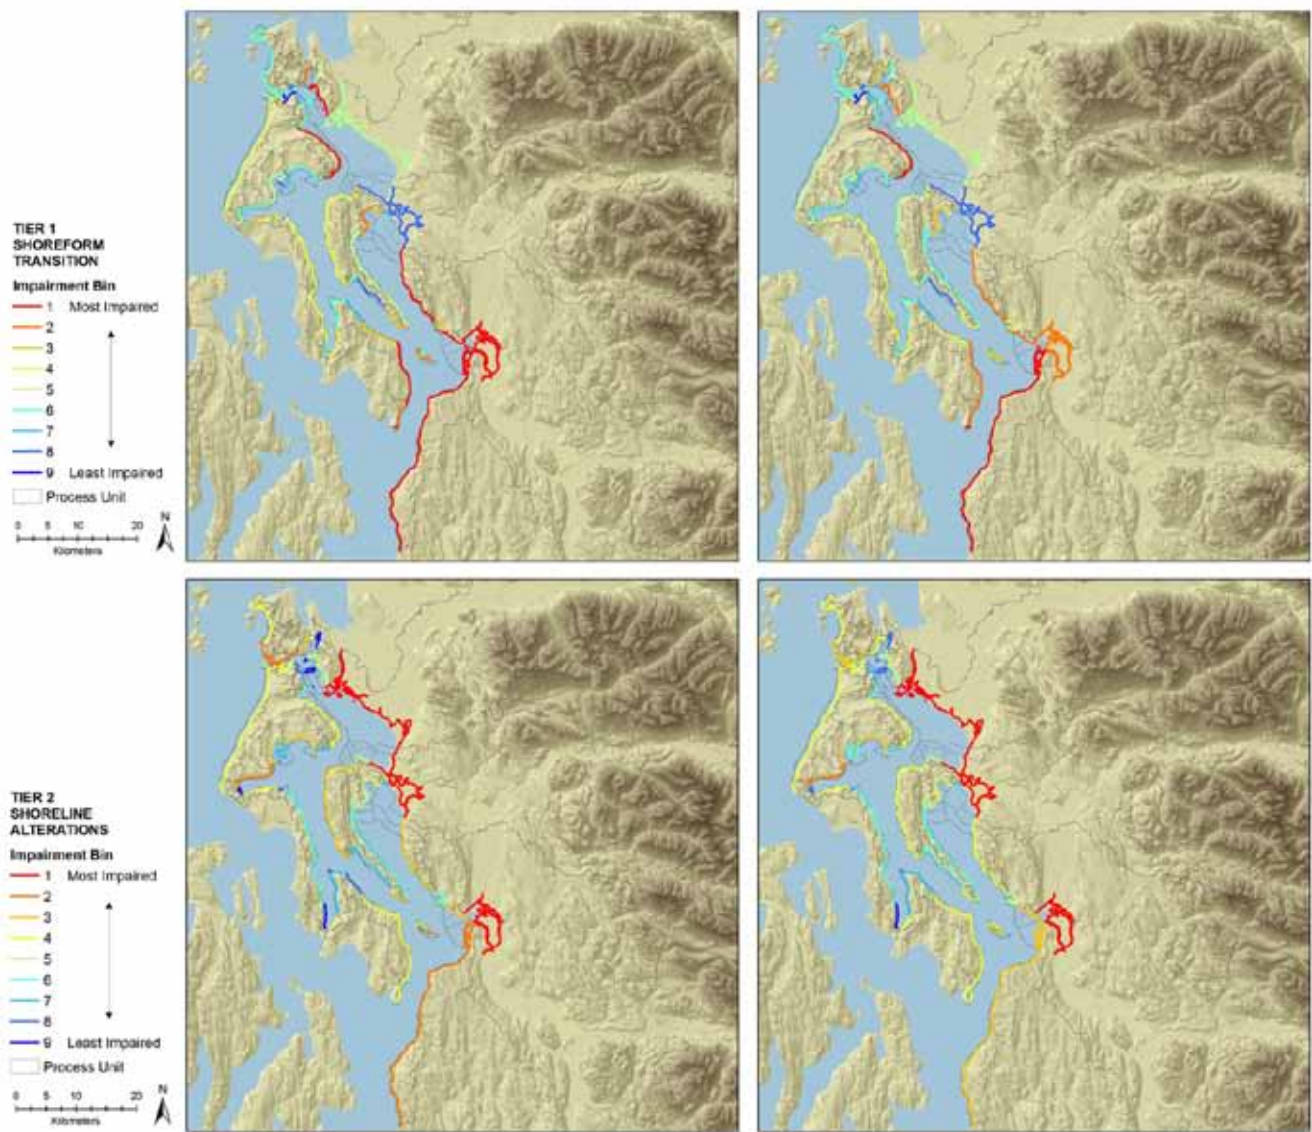 TIER 1
SHOREFORM
TRANSITION
Impairment Bin
1 Most Impaired
2
3
4
5
6
7
8
9 Least Impaired
Process Unit
N
0 5 10 20
Kilometers
TIER 2
SHORELINE
ALTERATIONS
Impairment Bin
1 Most Impaired
2
3
4
5
6
7
8
9 Least Impaired
Process Unit
N
0 5 10 20
Kilometers